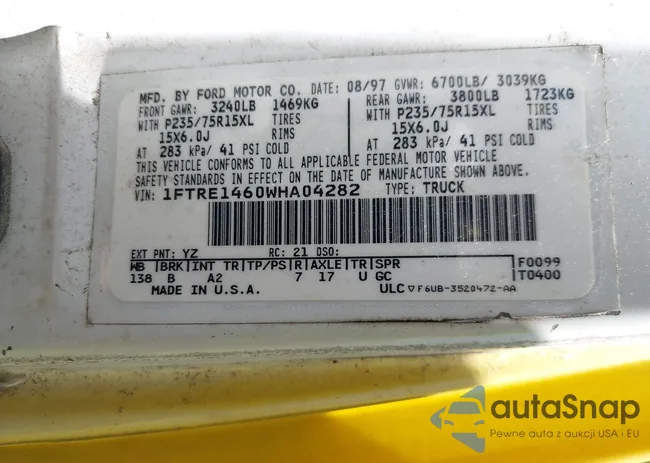 MFD. BY FORD MOTOR CO. DATE: 08/97 GVWR: 6700LB/ 3039KG
FRONT GAWR: 3240LB 1469KG REAR GAWR: 3800LB 1723KG
WITH P235/75R15XL TIRES WITH P235/75R15XL TIRES
15X6.0J RIMS 15X6.0J RIMS
AT 283 kPa/ 41 PSI COLD AT 283 kPa/ 41 PSI COLD
THIS VEHICLE CONFORMS TO ALL APPLICABLE FEDERAL MOTOR VEHICLE
SAFETY STANDARDS IN EFFECT ON THE DATE OF MANUFACTURE SHOWN ABOVE.
VIN: 1FTRE1460WHA04282 TYPE: TRUCK
EXT PNT: YZ RC: 21 DSO:
WB |BRK|INT TR|TP/PS|R|AXLE|TR|SPR F0099
138 B A2 7 17 U GC T0400
MADE IN U.S.A. ULC ▽ F6UB-3520472-AA
autoSnap
Pewne auta z aukcji USA i EU